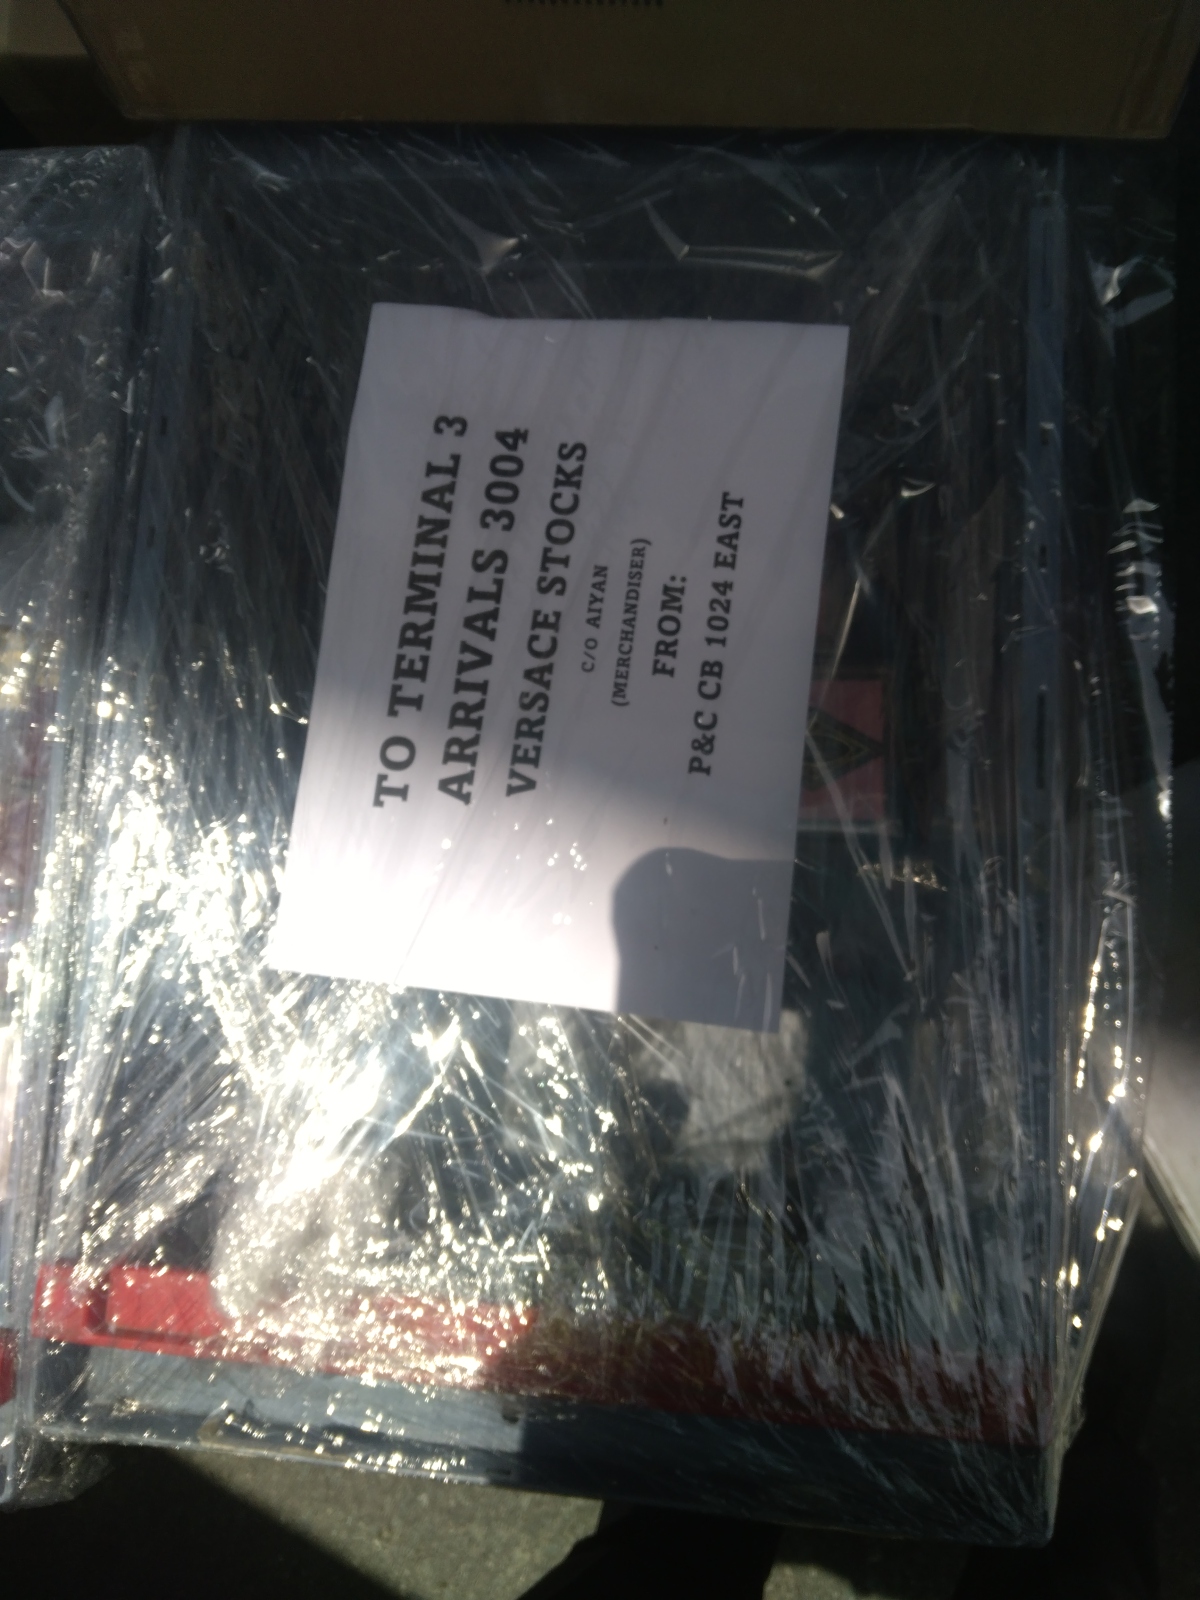 TO TERMINAL 3
ARRIVALS 3004
VERSACE STOCKS
C/O AIYAN
(MERCHANDISER)
FROM:
P&C CB 1024 EAST